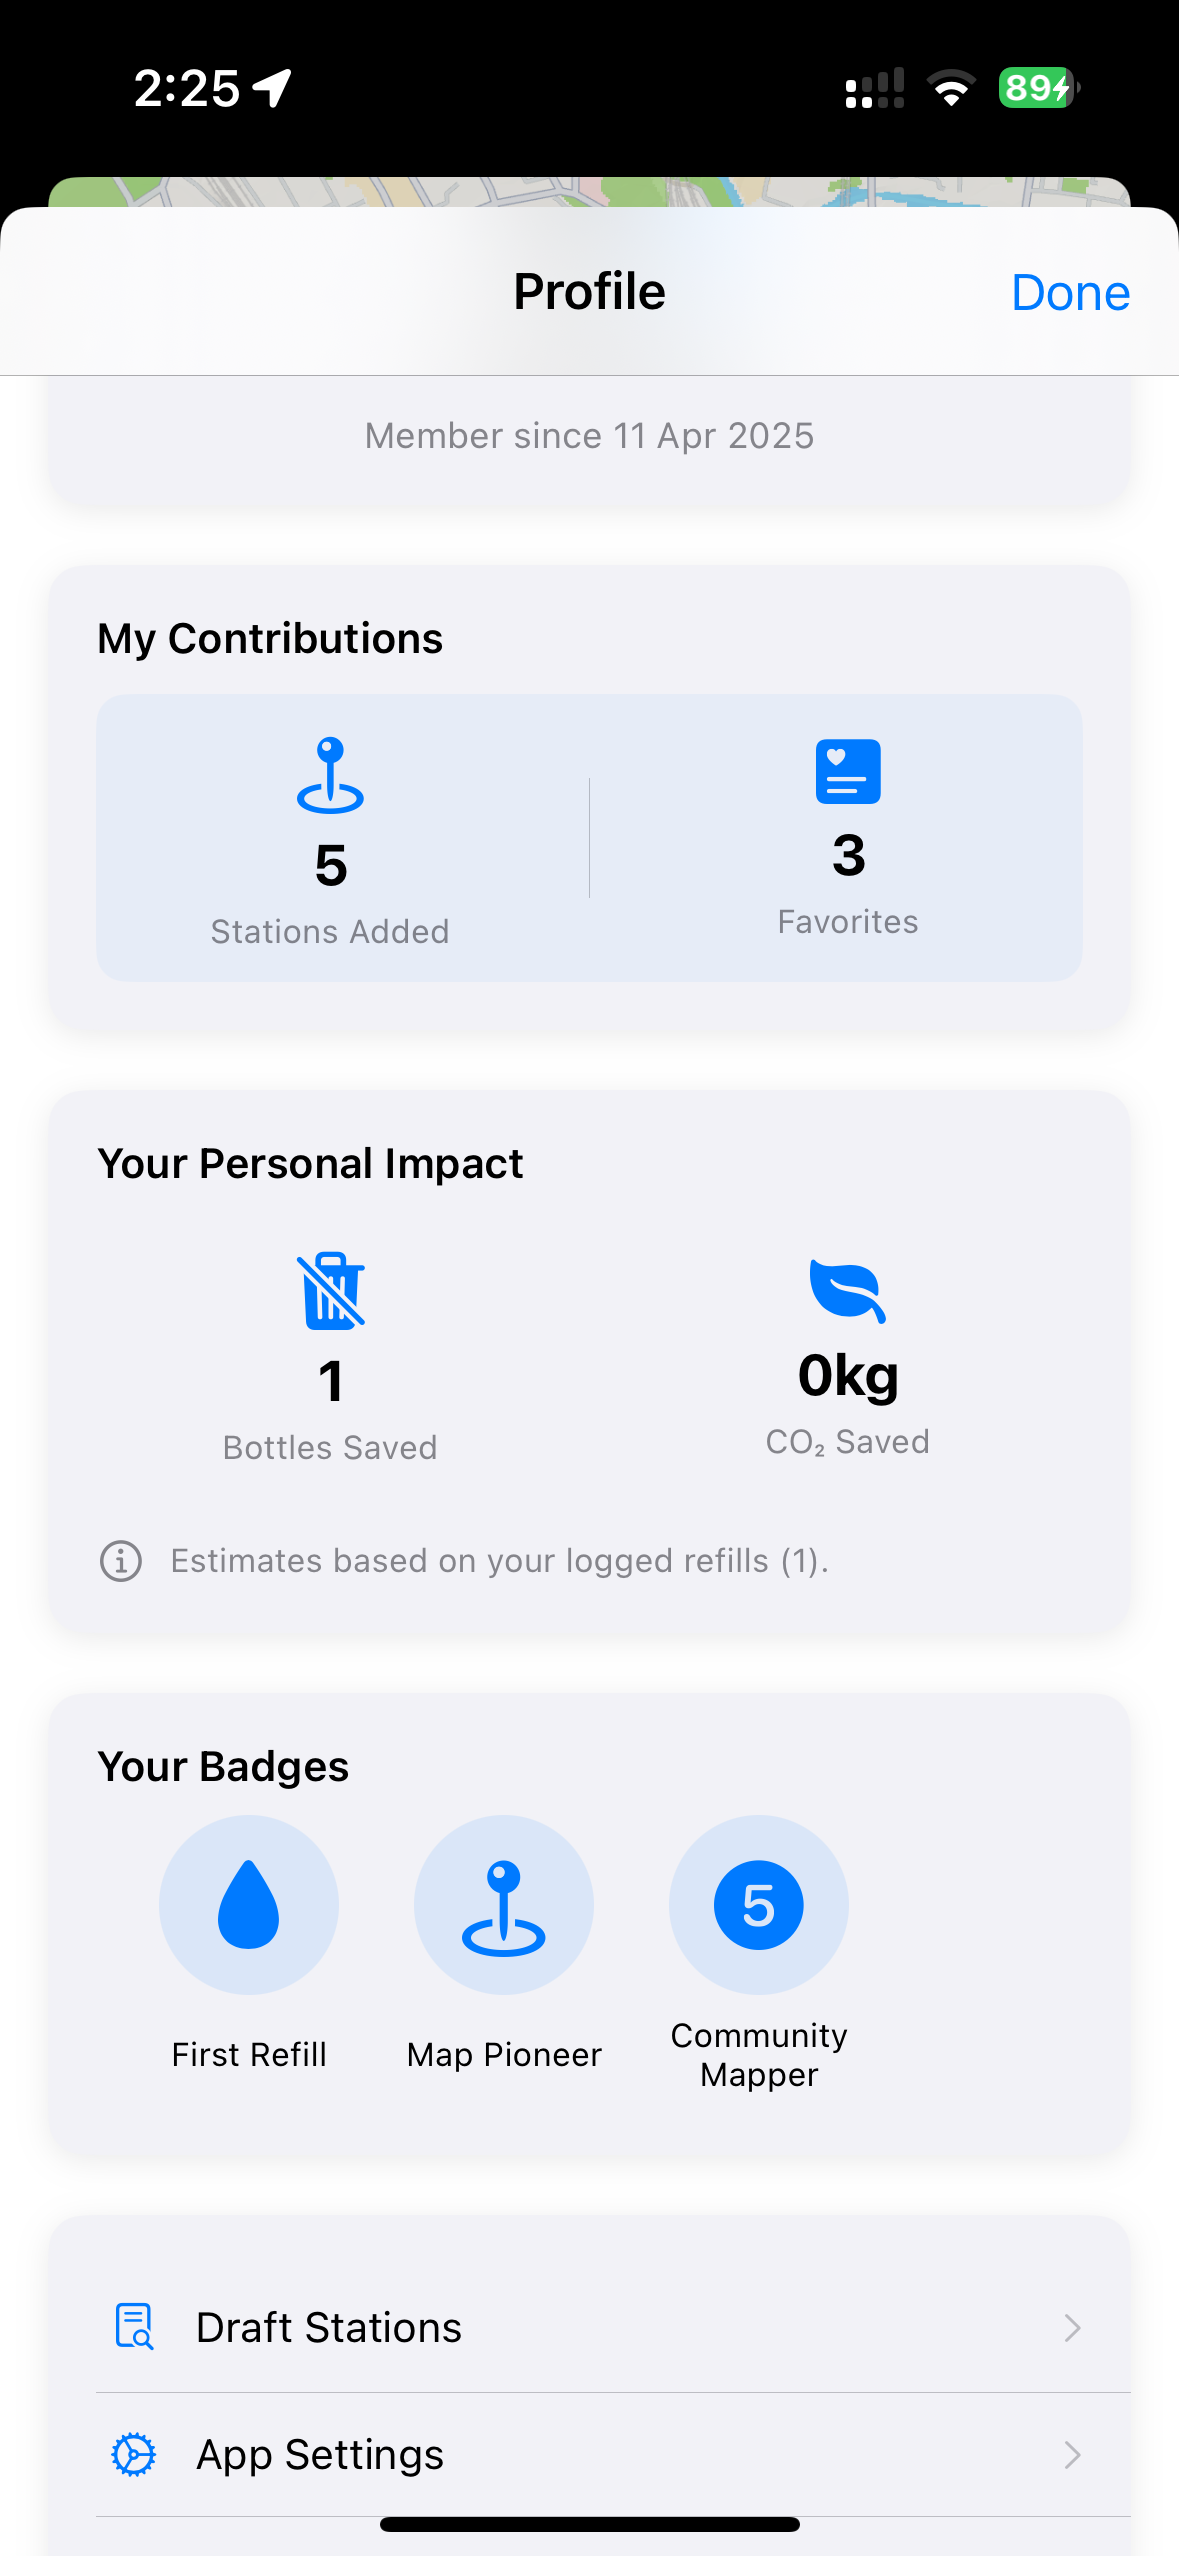 2:25
89
Profile
Done
Member since 11 Apr 2025
My Contributions
5
3
Stations Added
Favorites
Your Personal Impact
1
0kg
Bottles Saved
CO₂ Saved
Estimates based on your logged refills (1).
Your Badges
5
First Refill
Map Pioneer
Community
Mapper
Draft Stations
App Settings